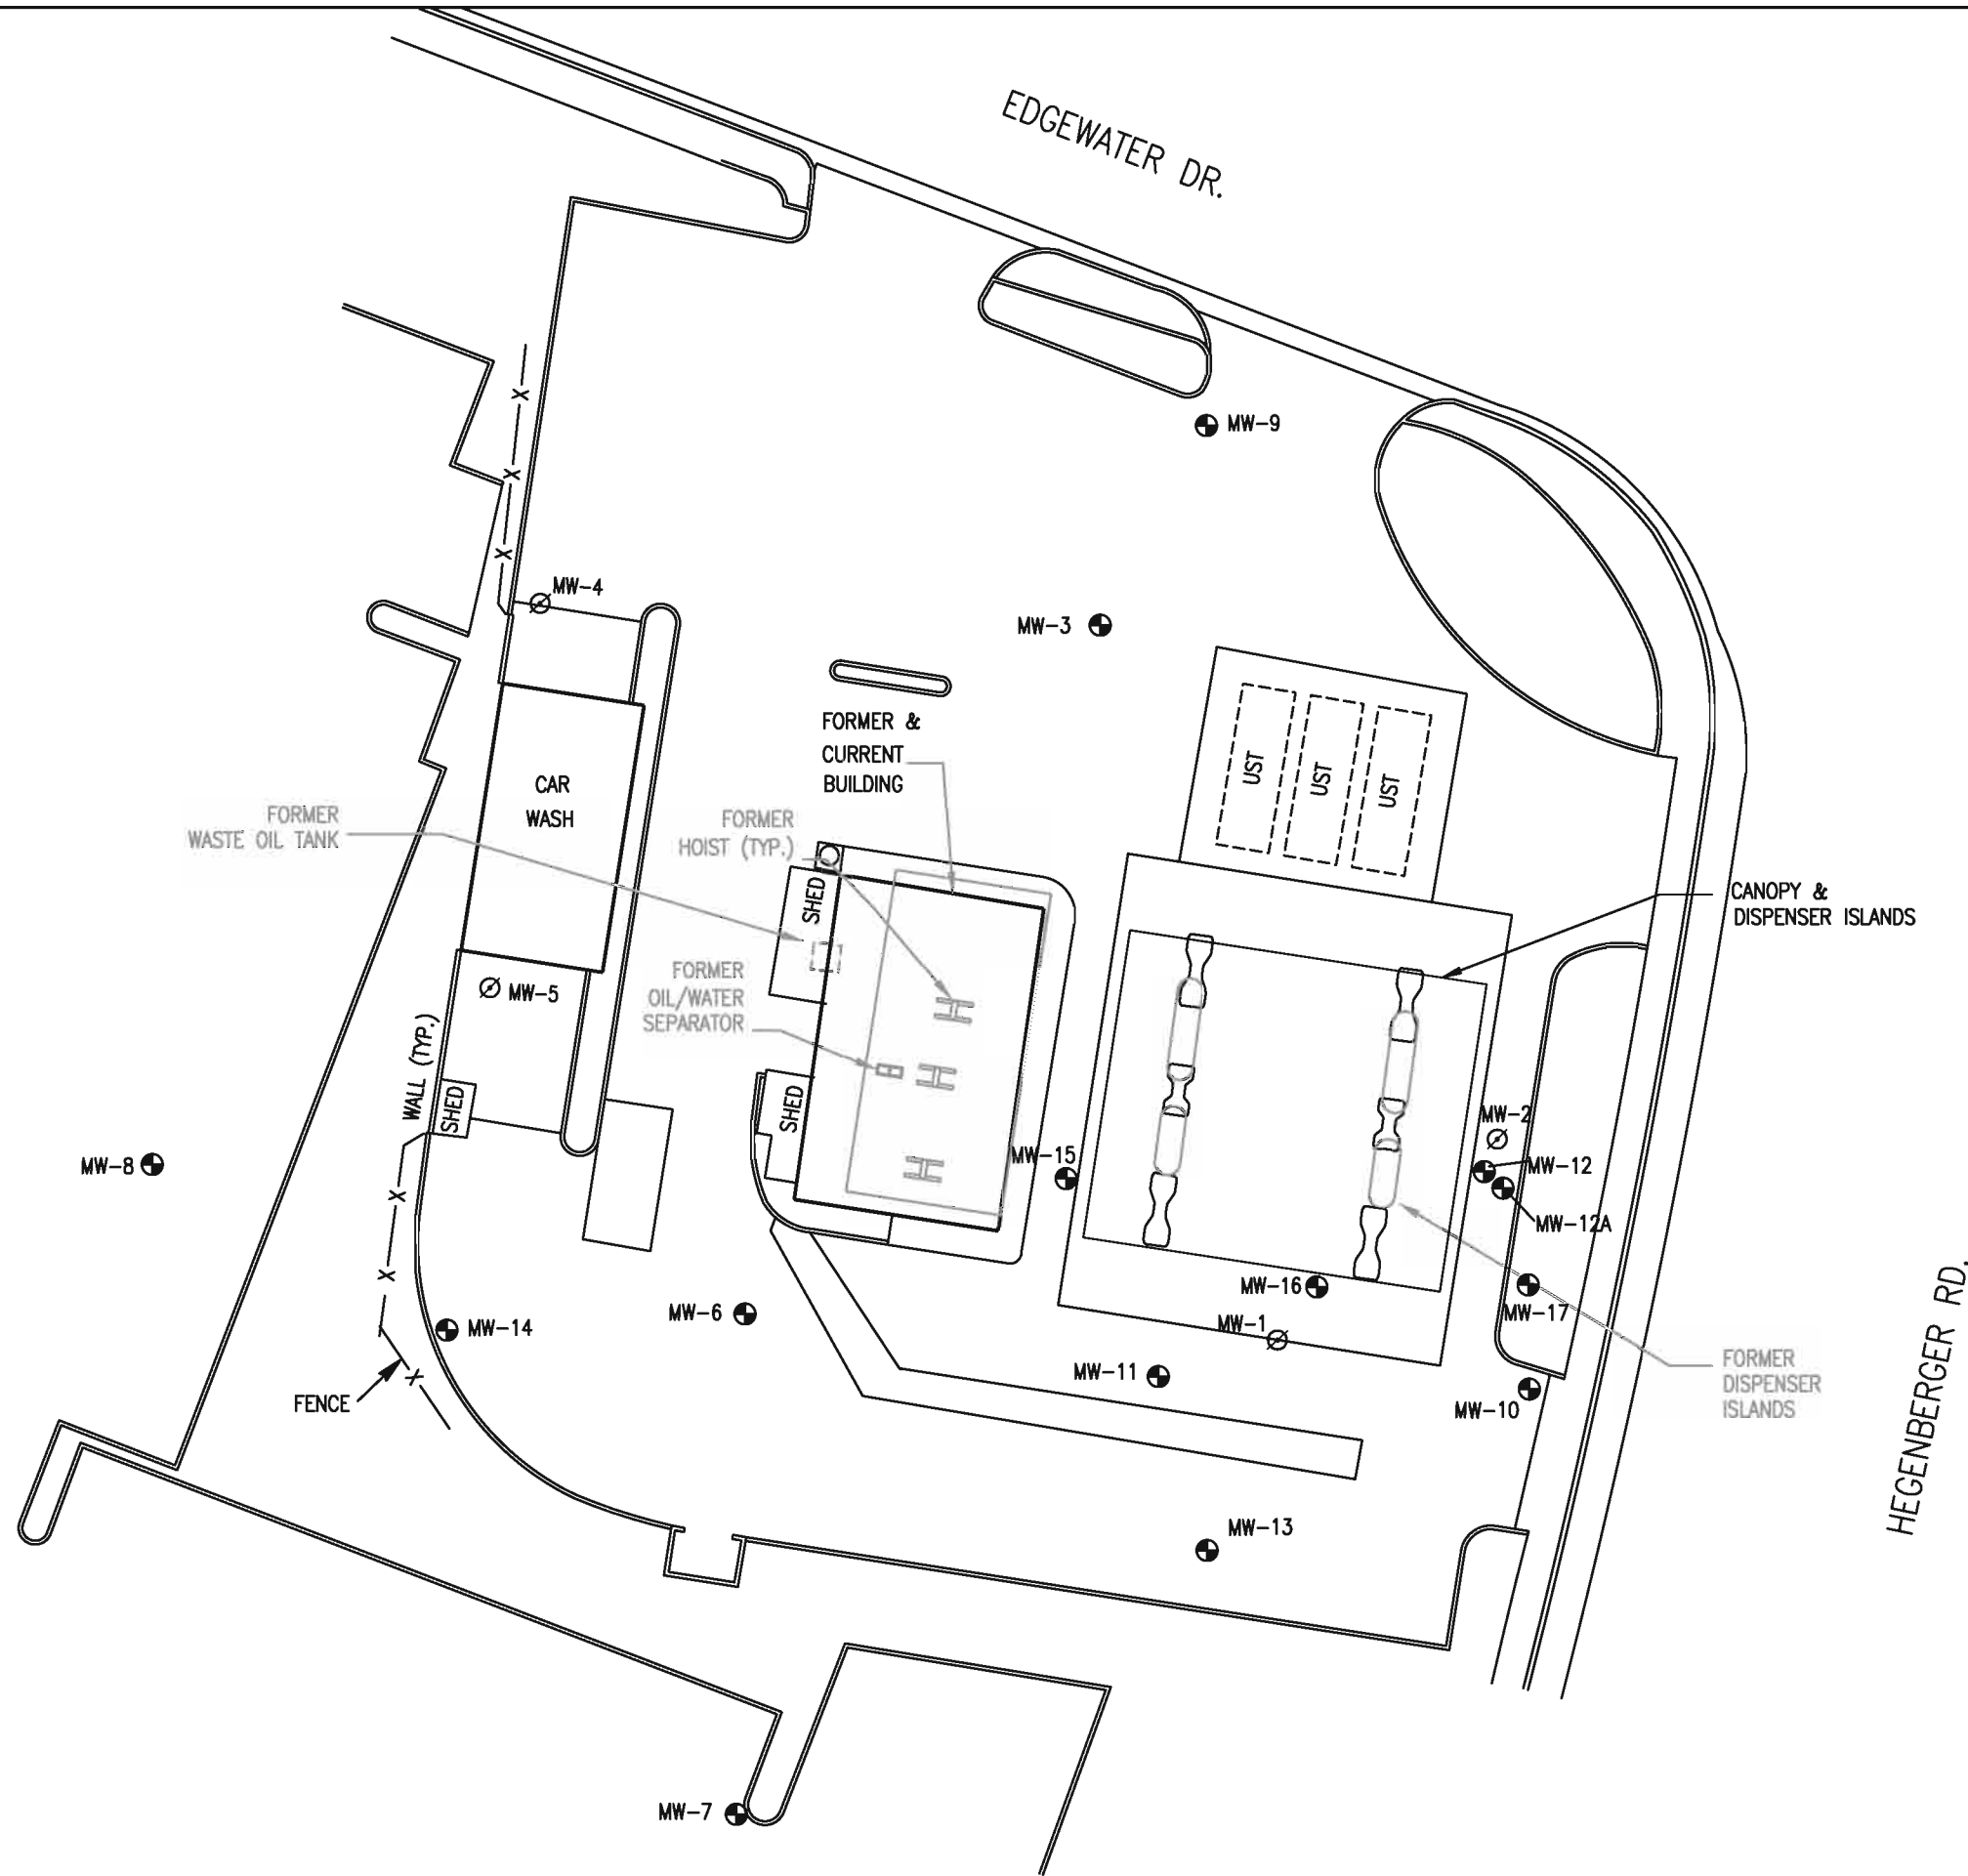 EDGEWATER DR.
MW-9
MW-4
MW-3
FORMER &
CURRENT
BUILDING
UST
UST
UST
CAR
WASH
FORMER
WASTE OIL TANK
FORMER
HOIST (TYP.)
SHED
CANOPY &
DISPENSER ISLANDS
FORMER
OIL/WATER
SEPARATOR
MW-5
WALL (TYP.)
SHED
SHED
MW-2
MW-15
MW-12
MW-8
MW-12A
MW-16
MW-17
MW-6
MW-1
MW-14
HEGENBERGER RD.
FORMER
DISPENSER
ISLANDS
MW-11
FENCE
MW-10
MW-13
MW-7
X
X
X
X
X
X